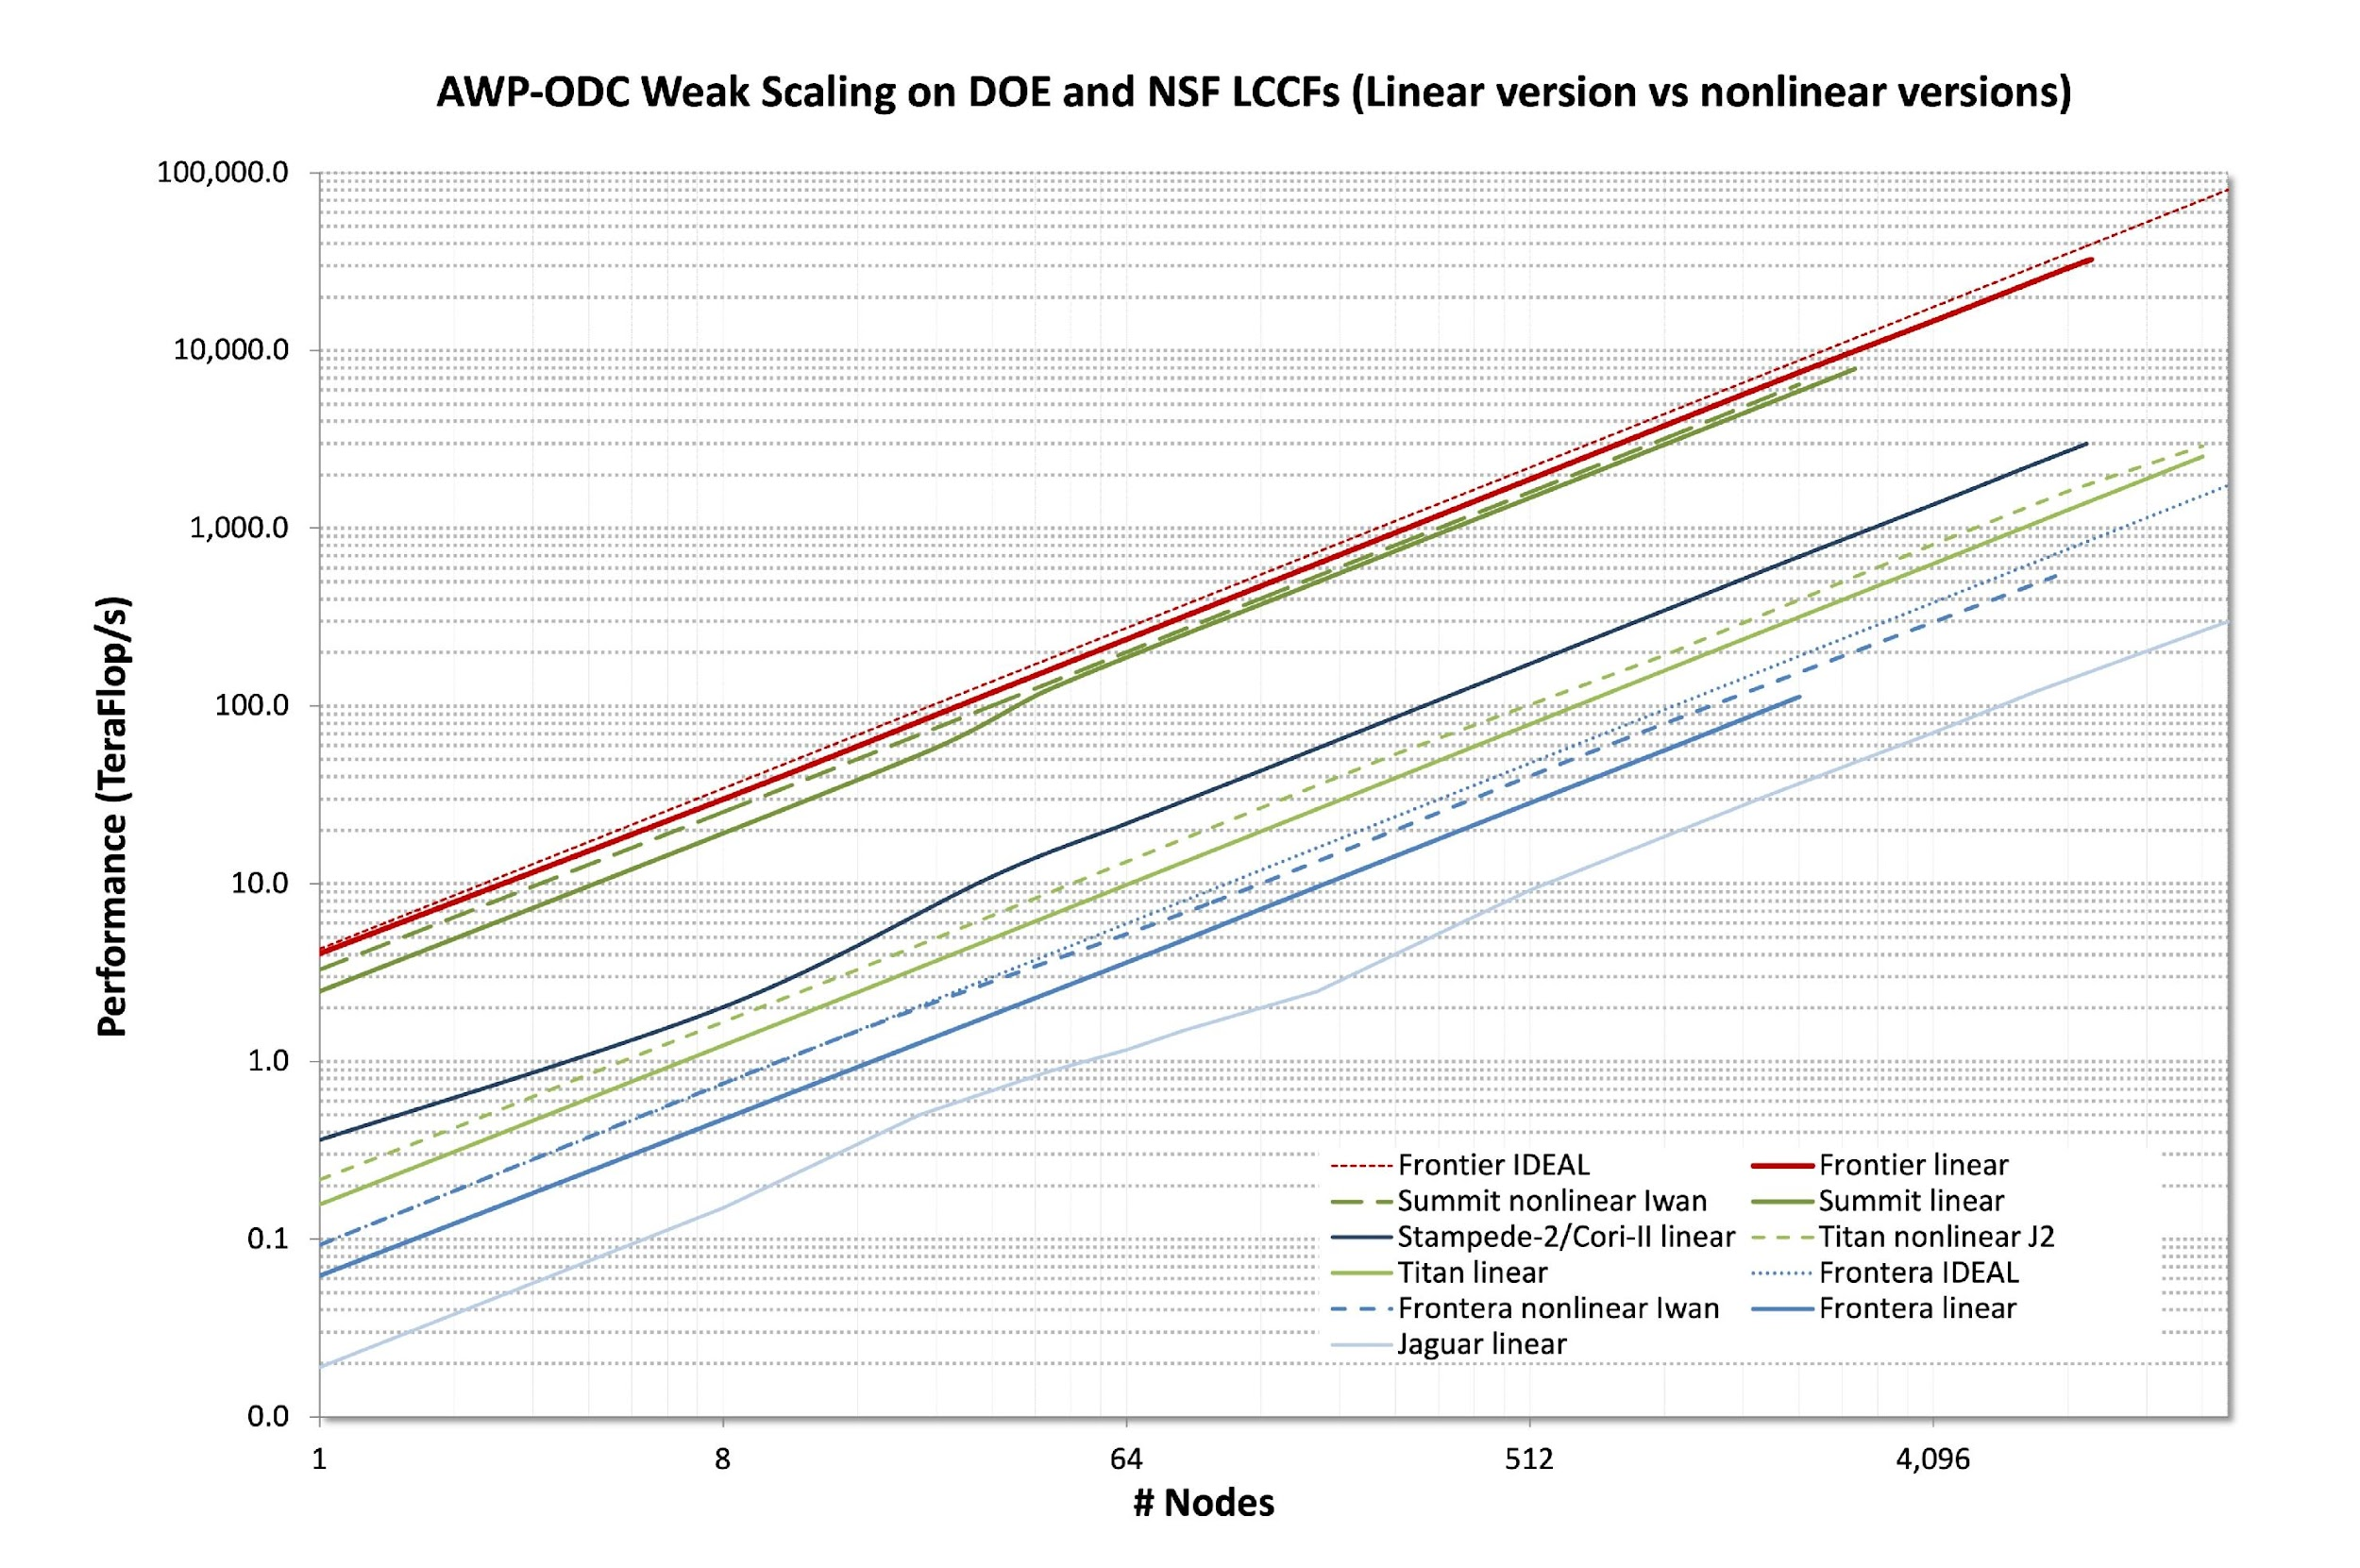 AWP-ODC Weak Scaling on DOE and NSF LCCFs (Linear version vs nonlinear versions)
Performance (TeraFlop/s)
100,000.0
10,000.0
1,000.0
100.0
10.0
1.0
0.1
0.0
1
8
64
512
4,096
# Nodes
Frontier IDEAL
Frontier linear
Summit nonlinear Iwan
Summit linear
Stampede-2/Cori-II linear
Titan nonlinear J2
Titan linear
Frontera IDEAL
Frontera nonlinear Iwan
Frontera linear
Jaguar linear